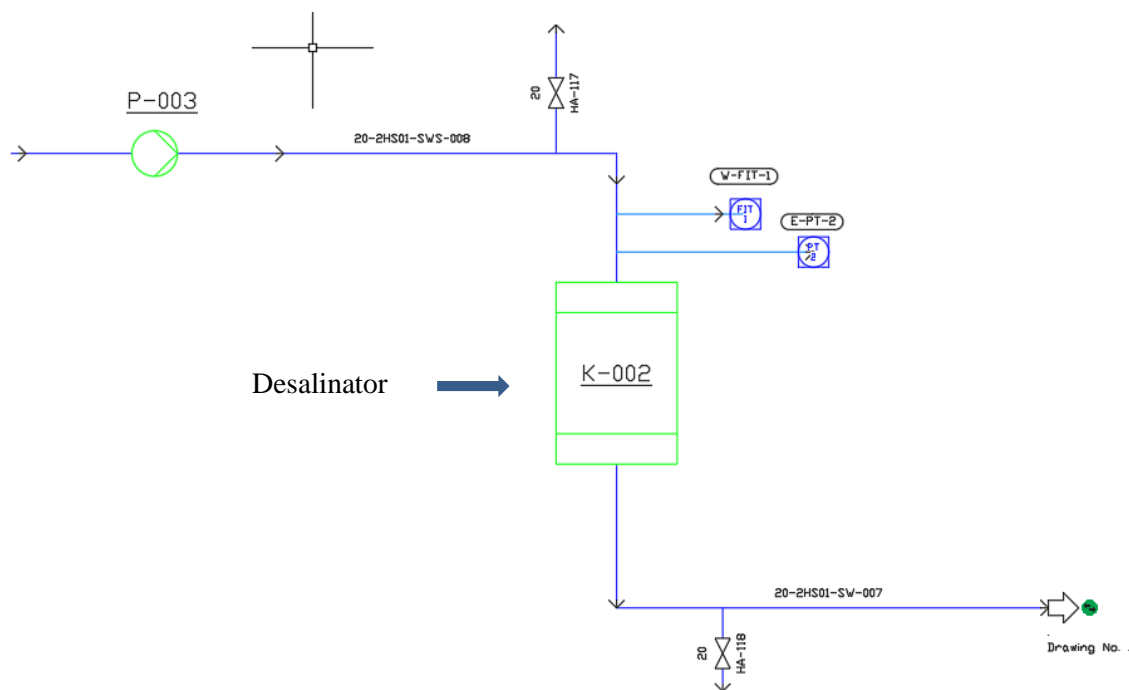 P-003
20
HA-117
20-2HS01-SWS-008
W-FIT-1
FIT
1
E-PT-2
PT
2
Desalinator
K-002
20-2HS01-SW-007
20
HA-118
Drawing No. .